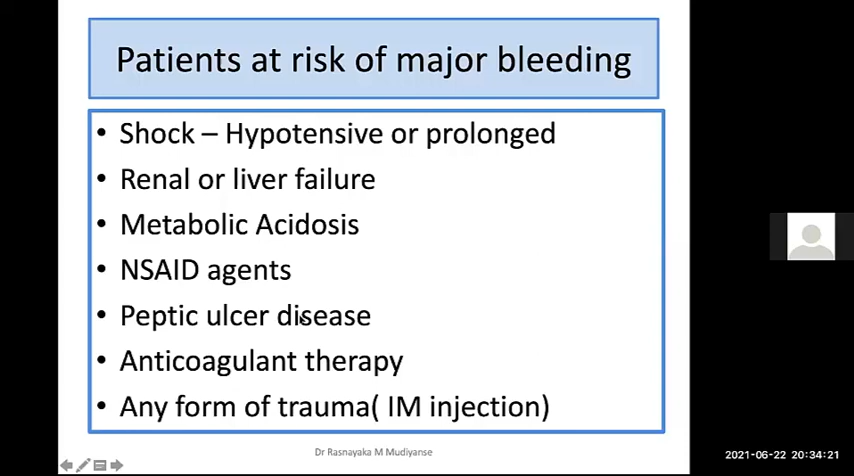 Patients at risk of major bleeding
• Shock – Hypotensive or prolonged
• Renal or liver failure
• Metabolic Acidosis
• NSAID agents
• Peptic ulcer disease
• Anticoagulant therapy
• Any form of trauma( IM injection)
Dr Rasnayaka M Mudiyanse
2021-06-22 20:34:21